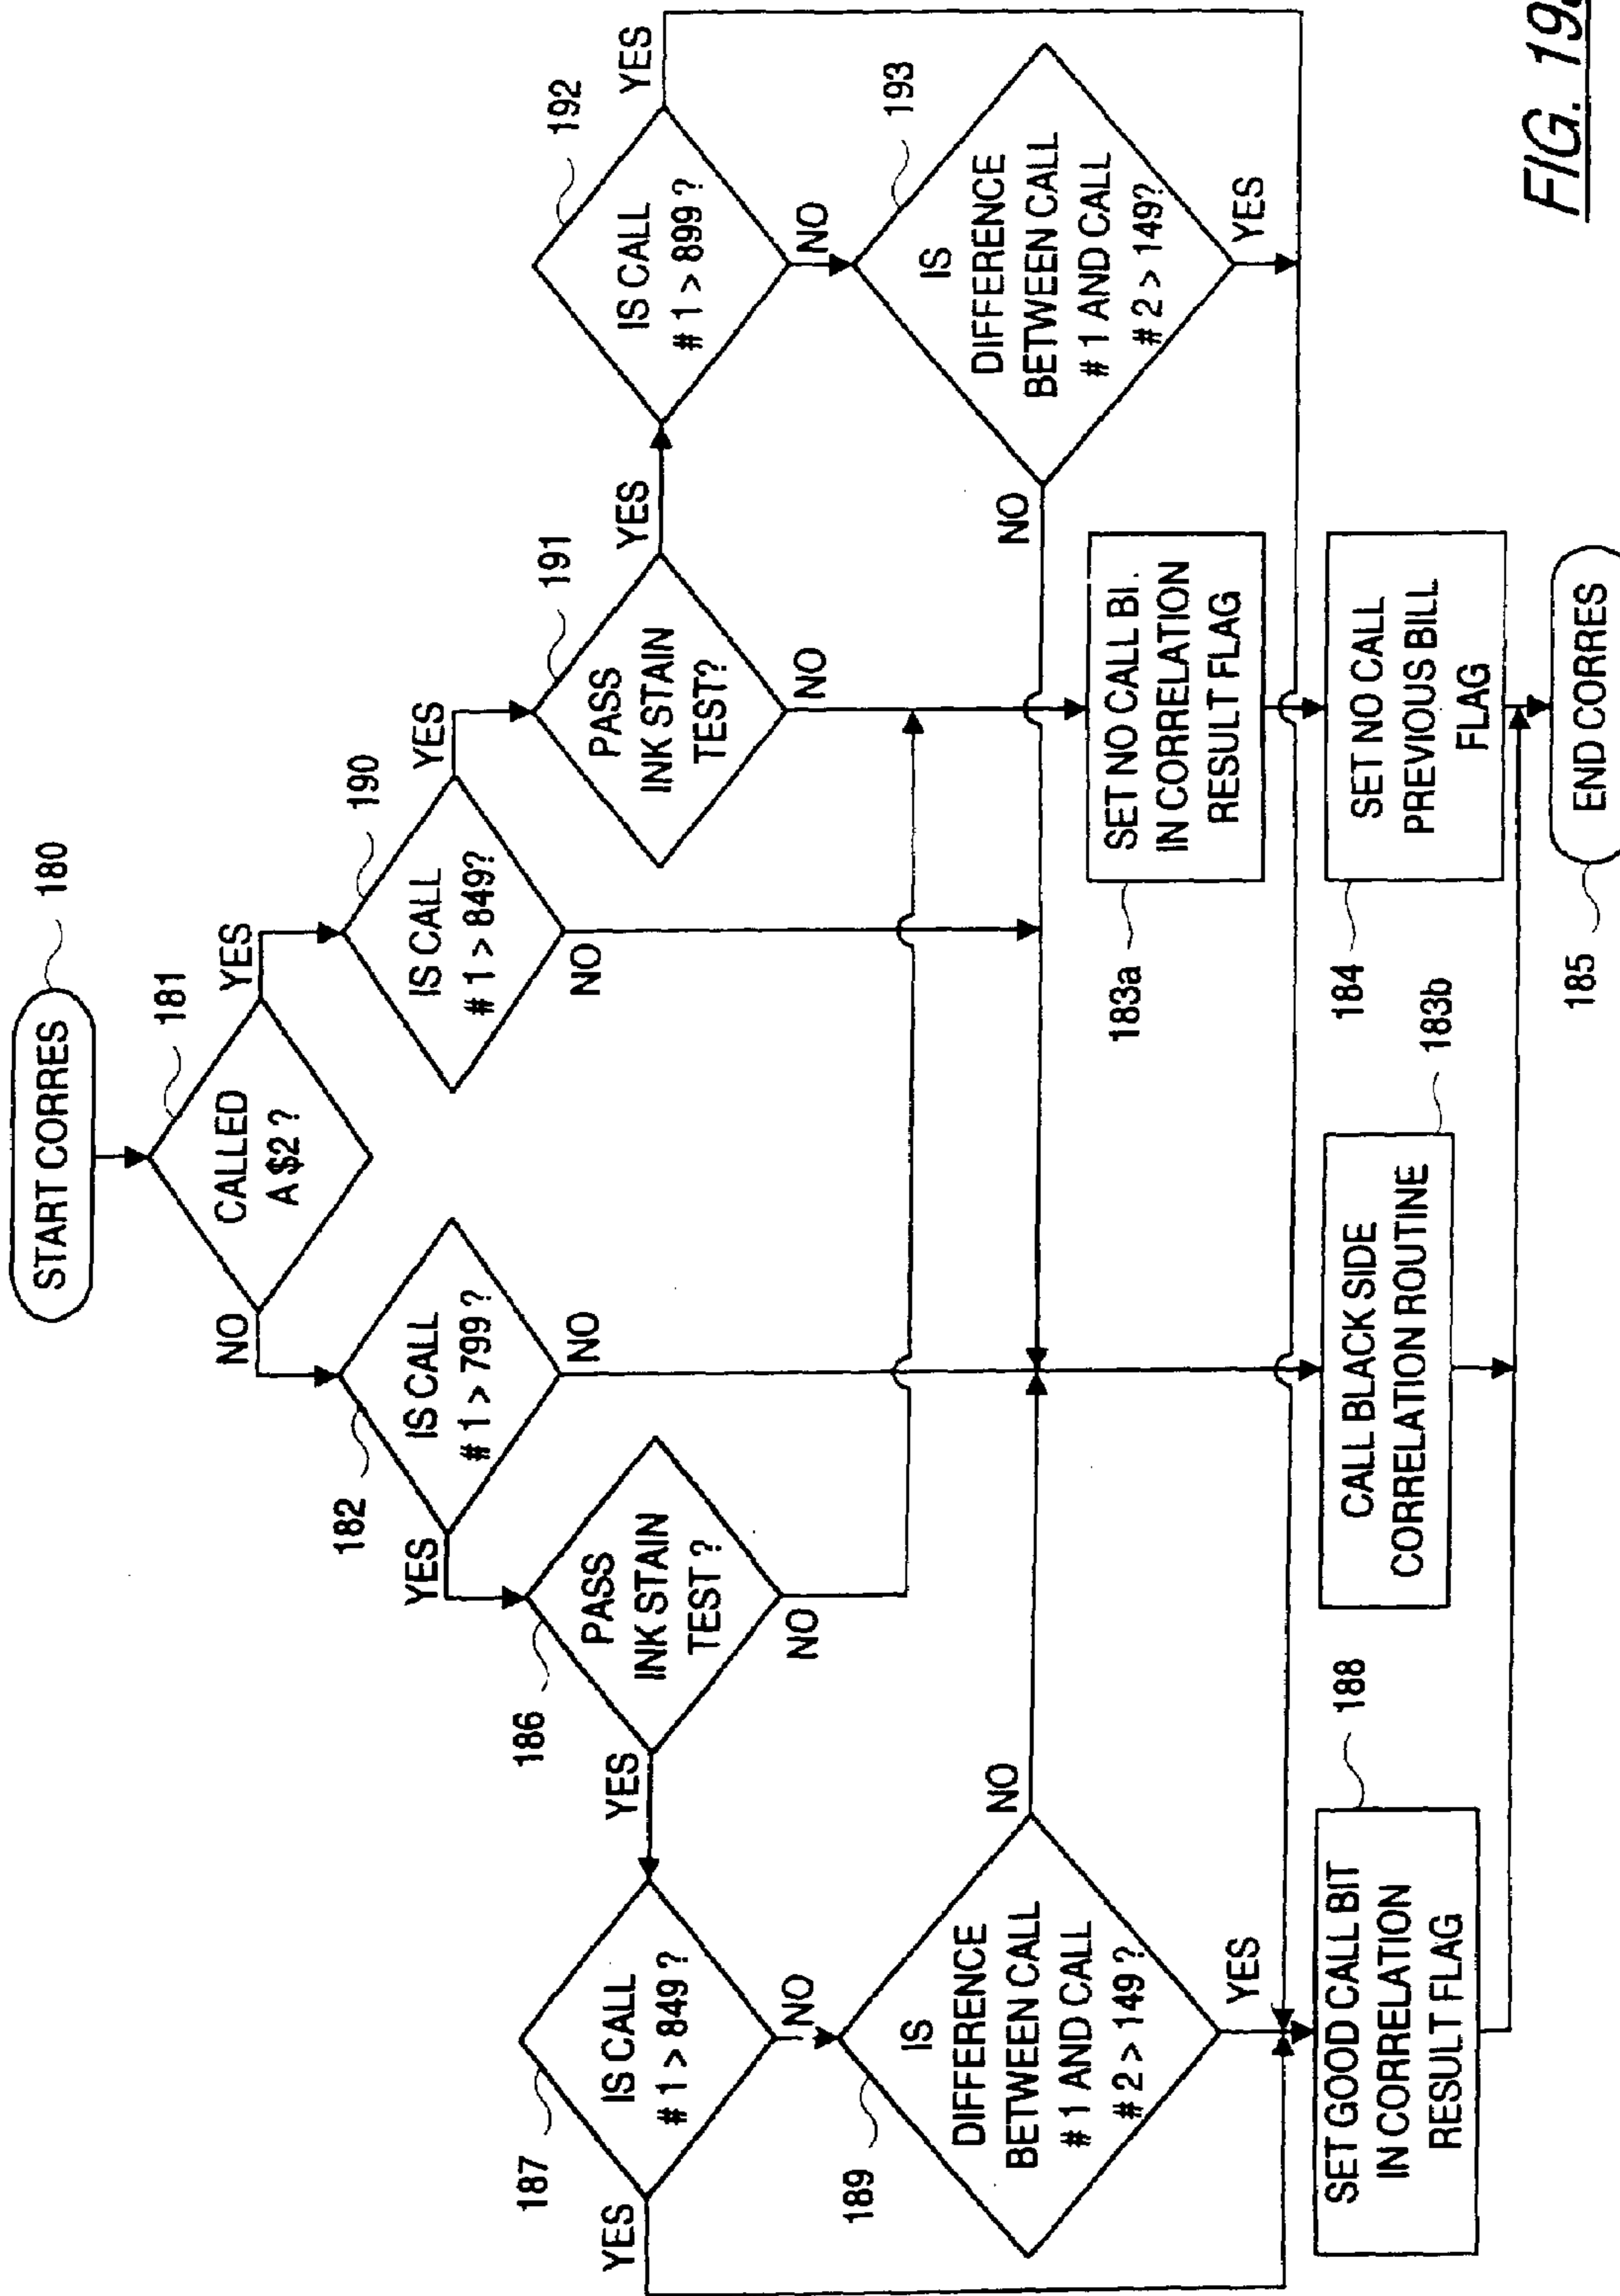 START CORRES
180
CALLED
A $2 ?
181
NO
YES
IS CALL
# 1 > 799 ?
182
YES
NO
IS CALL
# 1 > 849?
190
YES
NO
PASS
INK STAIN
TEST ?
186
YES
NO
PASS
INK STAIN
TEST?
191
YES
NO
IS CALL
# 1 > 849 ?
187
YES
NO
IS CALL
# 1 > 899 ?
192
YES
NO
IS
DIFFERENCE
BETWEEN CALL
# 1 AND CALL
# 2 > 149 ?
189
NO
YES
IS
DIFFERENCE
BETWEEN CALL
# 1 AND CALL
# 2 > 149?
193
NO
YES
SET NO CALL BI.
IN CORRELATION
RESULT FLAG
183a
SET GOOD CALL BIT
IN CORRELATION
RESULT FLAG
188
CALL BLACK SIDE
CORRELATION ROUTINE
183b
SET NO CALL
PREVIOUS BILL
FLAG
184
END CORRES
185
FIG. 19a